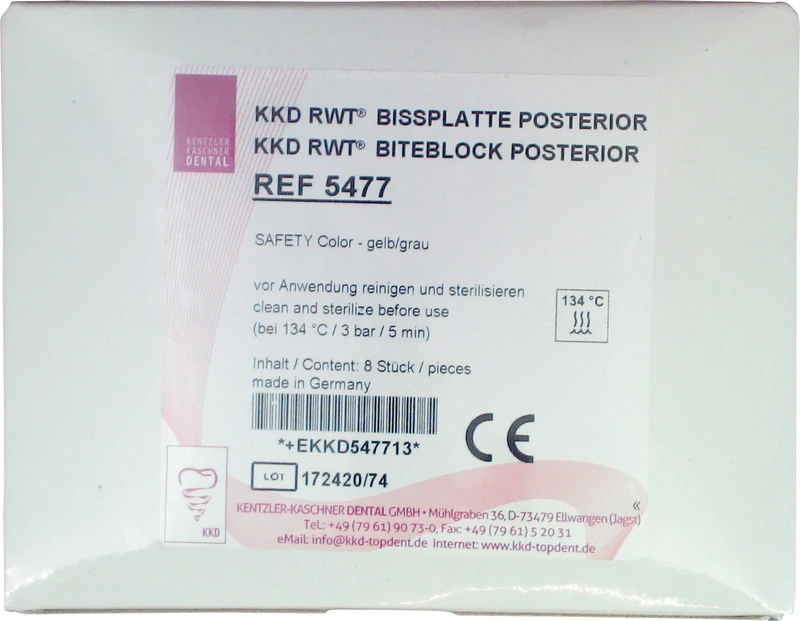 KENTZLER
KASCHNER
DENTAL
KKD RWT® BISSPLATTE POSTERIOR
KKD RWT® BITEBLOCK POSTERIOR
REF 5477
SAFETY Color - gelb/grau
vor Anwendung reinigen und sterilisieren
clean and sterilize before use
(bei 134 °C / 3 bar / 5 min)
134 °C
Inhalt / Content: 8 Stück / pieces
made in Germany
CE
*+EKKD547713*
LOT 172420/74
KKD
«
KENTZLER-KASCHNER DENTAL GMBH • Mühlgraben 36, D-73479 Ellwangen (Jagst)
Tel.: +49 (79 61) 90 73-0, Fax: +49 (79 61) 5 20 31
eMail: info@kkd-topdent.de Internet: www.kkd-topdent.de